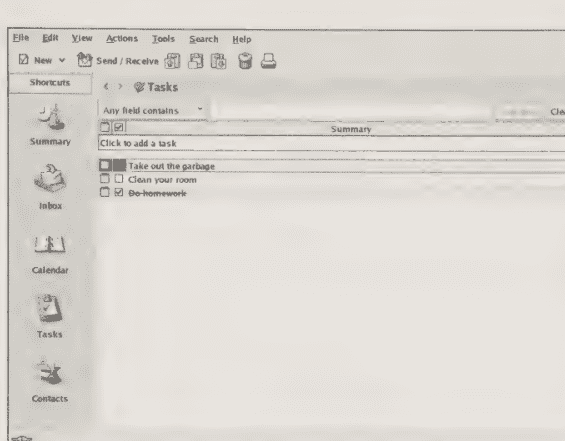 File Edit View Actions Tools Search Help
New Send / Receive
Shortcuts
Tasks
Any field contains
Summary
Click to add a task
Take out the garbage
Clean your room
Do homework
Summary
Inbox
Calendar
Tasks
Contacts